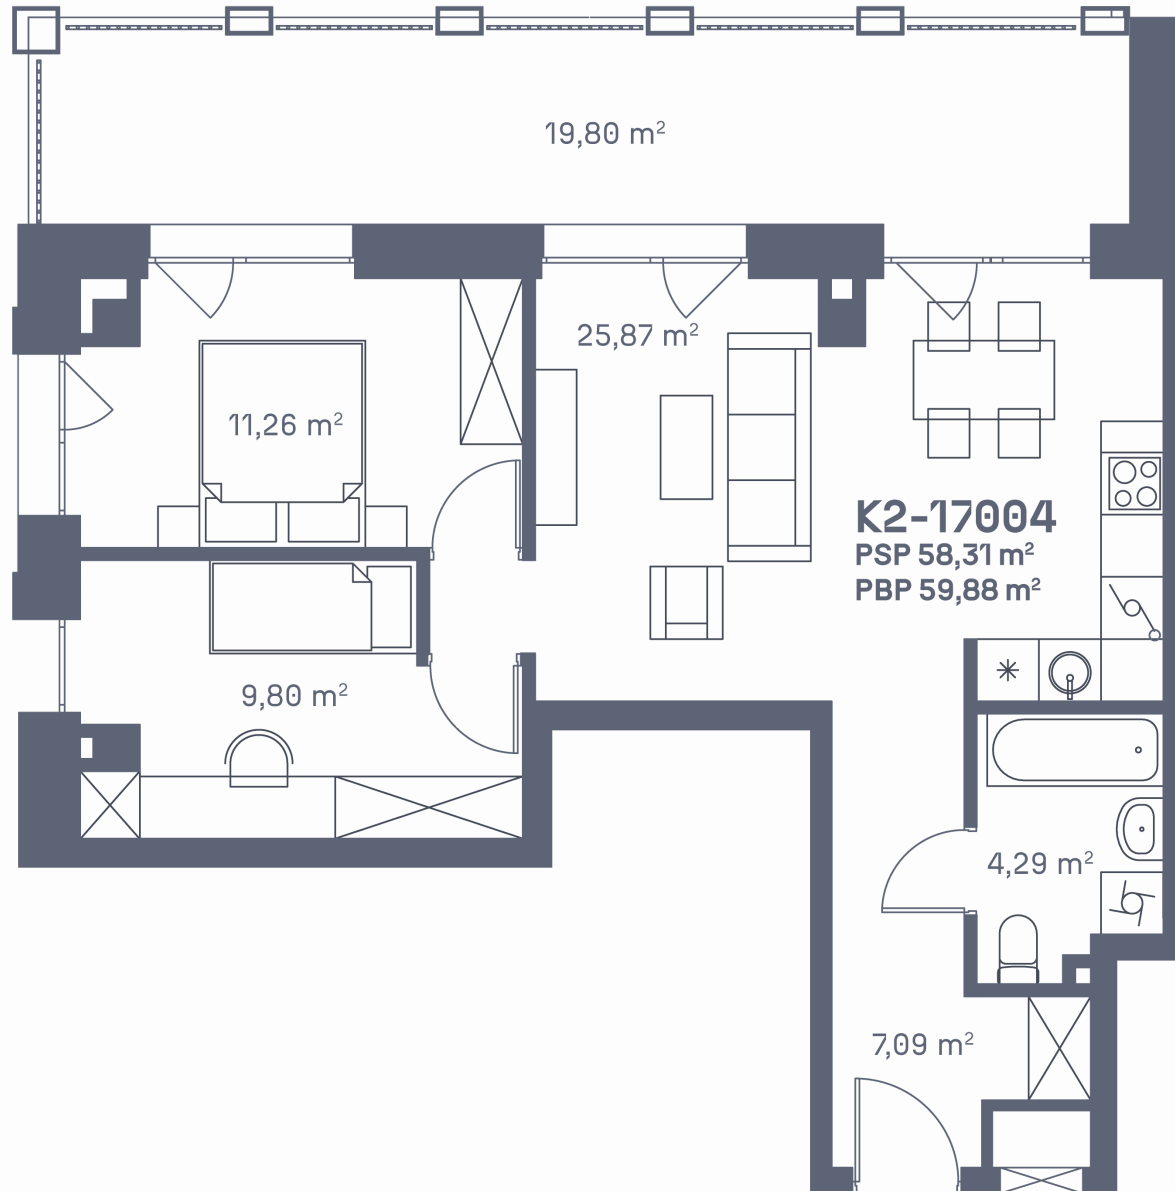 19,80 m²
25,87 m²
11,26 m²
K2-17004
PSP 58,31 m²
PBP 59,88 m²
9,80 m²
4,29 m²
7,09 m²